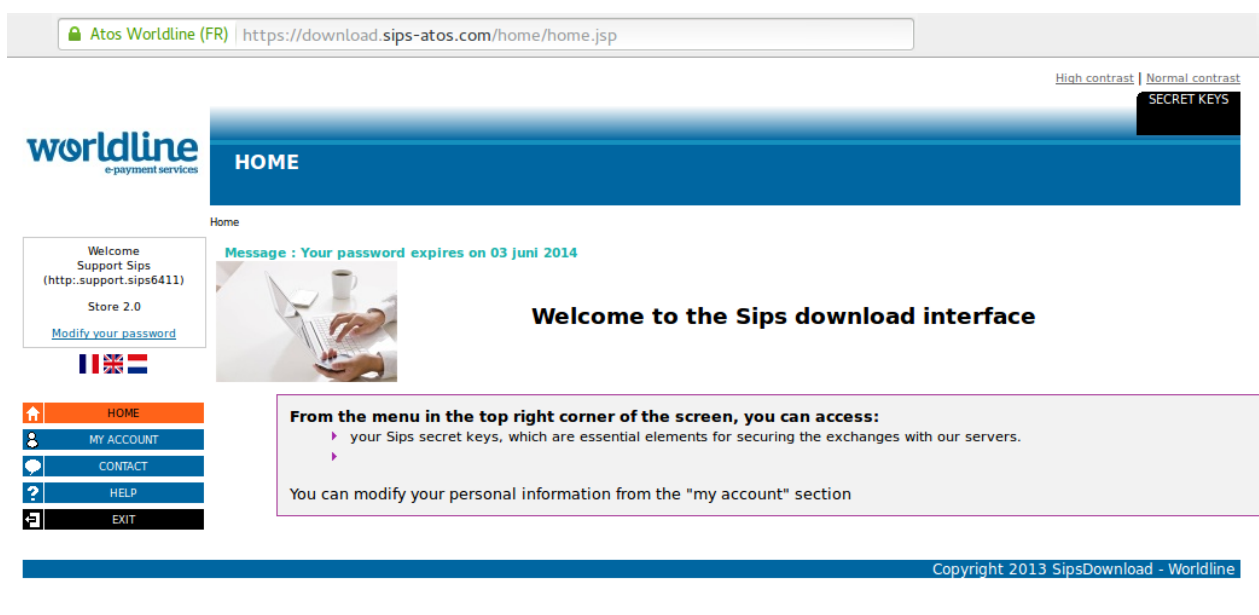 Atos Worldline (FR) https://download.sips-atos.com/home/home.jsp
High contrast | Normal contrast
SECRET KEYS
worldline
e-payment services
HOME
Home
Welcome
Support Sips
(http:.support.sips6411)
Store 2.0
Modify your password
Message : Your password expires on 03 juni 2014
Welcome to the Sips download interface
HOME
MY ACCOUNT
CONTACT
HELP
EXIT
From the menu in the top right corner of the screen, you can access:
your Sips secret keys, which are essential elements for securing the exchanges with our servers.
You can modify your personal information from the "my account" section
Copyright 2013 SipsDownload - Worldline